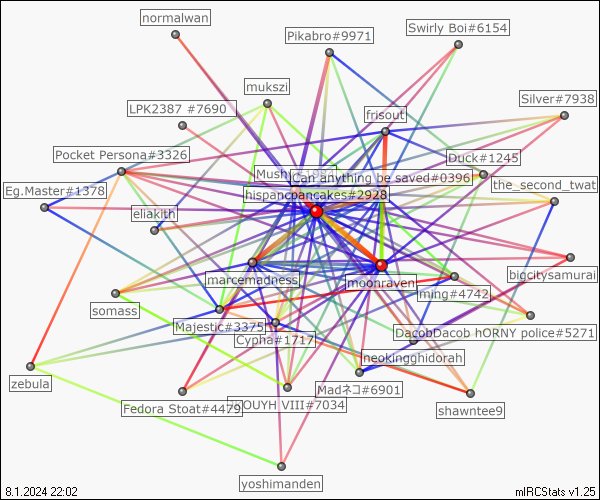 normalwan
Swirly Boi#6154
Pikabro#9971
mukszi
Silver#7938
LPK2387 #7690
frisout
Pocket Persona#3326
Duck#1245
Can anything be saved#0396
Eg.Master#1378
the_second_twat
hispancpancakes#2928
eliakith
bigcitysamurai
marcemadness
moonraven
ming#4742
somass
Majestic#3375
DacobDacob hORNY police#5271
Cypha#1717
neokingghidorah
zebula
Madネコ#6901
Fedora Stoat#4479
OUYH VIII#7034
shawntee9
yoshimanden
8.1.2024 22:02
mIRCStats v1.25